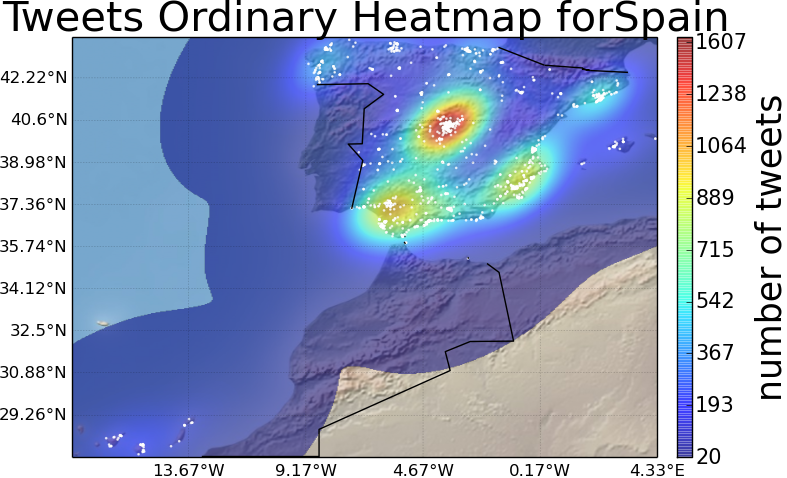 Tweets Ordinary Heatmap forSpain
42.22°N
40.6°N
38.98°N
37.36°N
35.74°N
34.12°N
32.5°N
30.88°N
29.26°N
13.67°W
9.17°W
4.67°W
0.17°W
4.33°E
1607
1238
1064
889
715
542
367
193
20
number of tweets